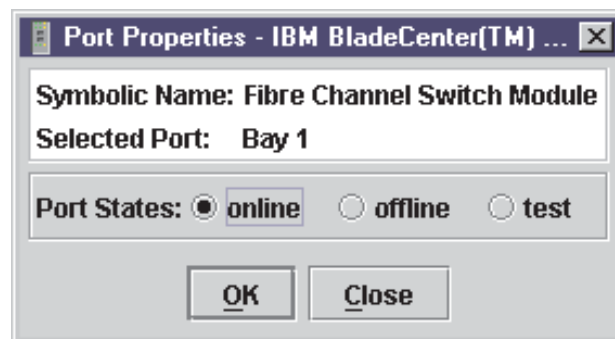 Port Properties - IBM BladeCenter(TM) ...
Symbolic Name: Fibre Channel Switch Module
Selected Port: Bay 1
Port States: online offline test
OK Close